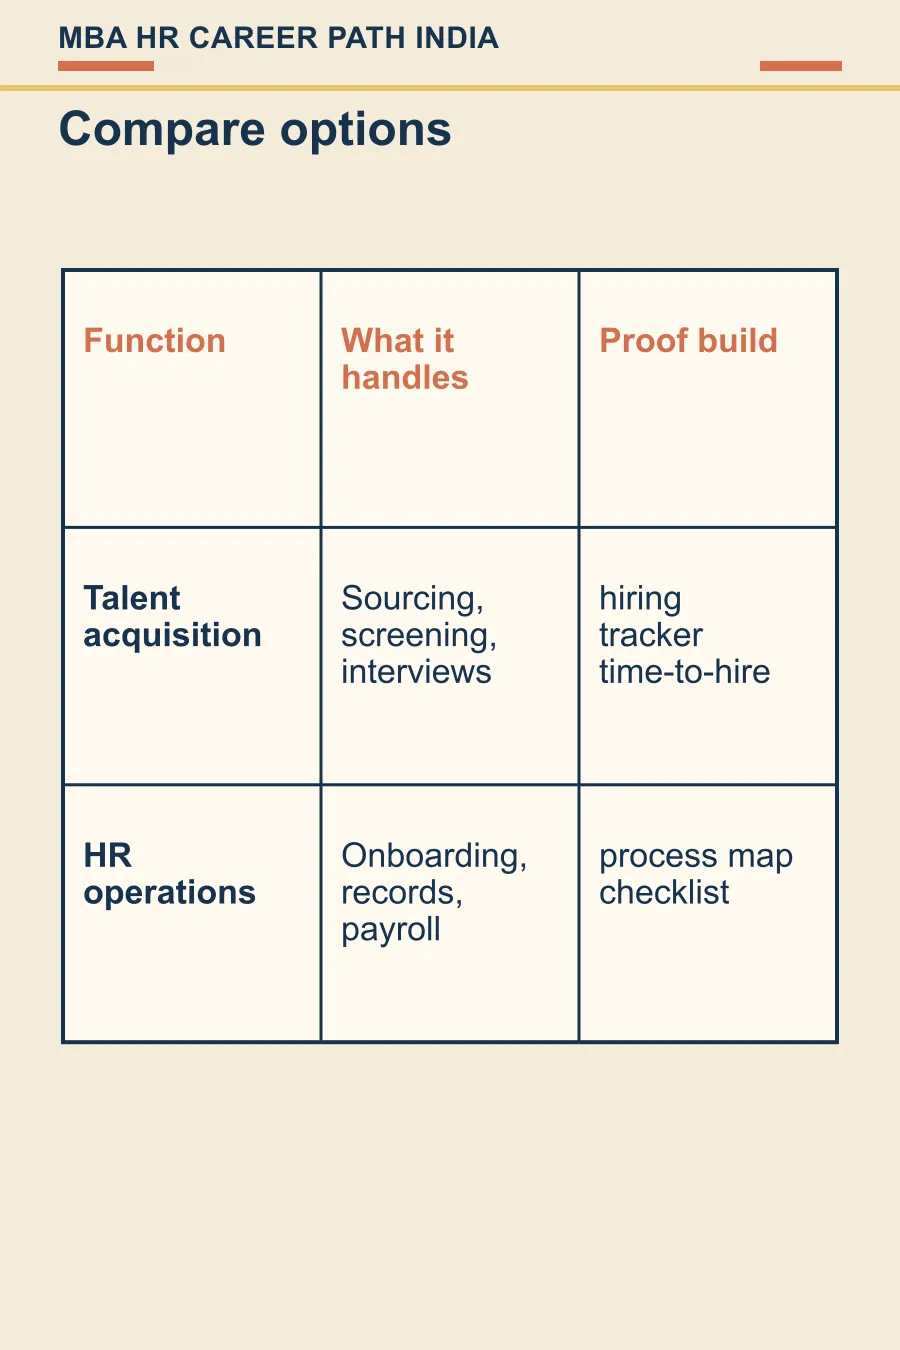 MBA HR CAREER PATH INDIA
Compare options
Function
What it
handles
Proof build
Talent
acquisition
Sourcing,
screening,
interviews
hiring
tracker
time-to-hire
HR
operations
Onboarding,
records,
payroll
process map
checklist